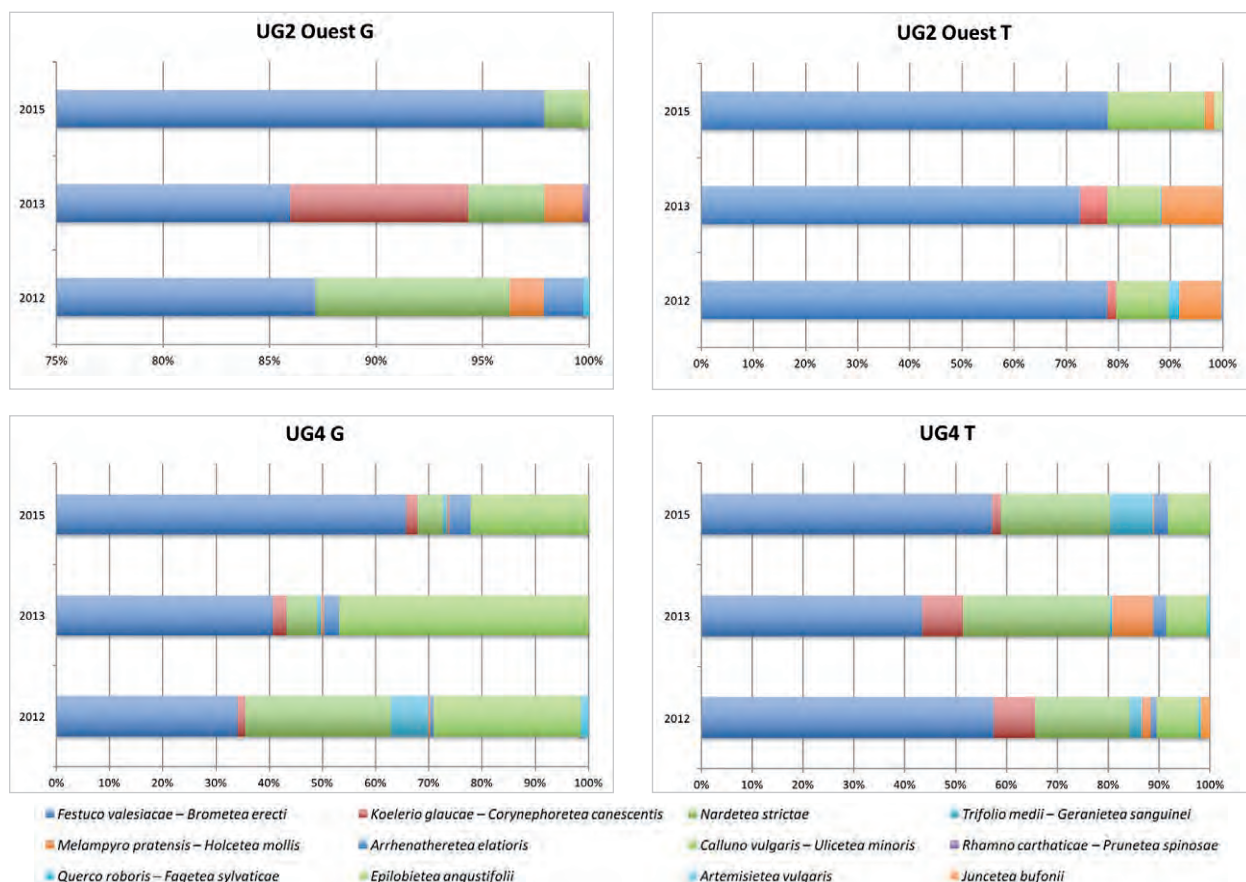 UG2 Ouest G
2015
2013
2012
75% 80% 85% 90% 95% 100%
UG2 Ouest T
2015
2013
2012
0% 10% 20% 30% 40% 50% 60% 70% 80% 90% 100%
UG4 G
2015
2013
2012
0% 10% 20% 30% 40% 50% 60% 70% 80% 90% 100%
UG4 T
2015
2013
2012
0% 10% 20% 30% 40% 50% 60% 70% 80% 90% 100%
Festuco valesiacae – Brometea erecti Koelerio glaucae – Corynephoretea canescentis Nardetea strictae Trifolio medii – Geranietea sanguinei
Melampyro pratensis – Holcetea mollis Arrhenatheretea elatioris Calluno vulgaris – Ulicetea minoris Rhamno carthaticae – Prunetea spinosae
Querco roboris – Fagetea sylvaticae Epilobietea angustifolii Artemisietea vulgaris Juncetea bufonii